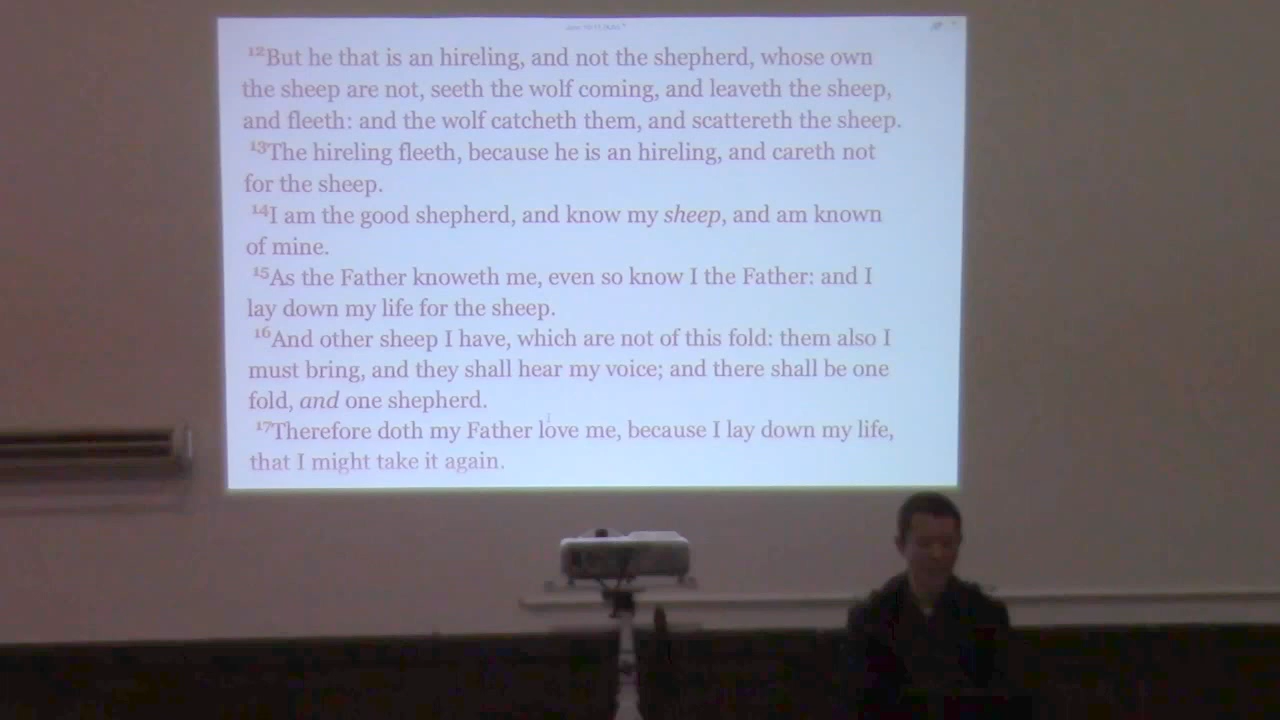 12But he that is an hireling, and not the shepherd, whose own
the sheep are not, seeth the wolf coming, and leaveth the sheep,
and fleeth: and the wolf catcheth them, and scattereth the sheep.
13The hireling fleeth, because he is an hireling, and careth not
for the sheep.
14I am the good shepherd, and know my sheep, and am known
of mine.
15As the Father knoweth me, even so know I the Father: and I
lay down my life for the sheep.
16And other sheep I have, which are not of this fold: them also I
must bring, and they shall hear my voice; and there shall be one
fold, and one shepherd.
17Therefore doth my Father love me, because I lay down my life,
that I might take it again.